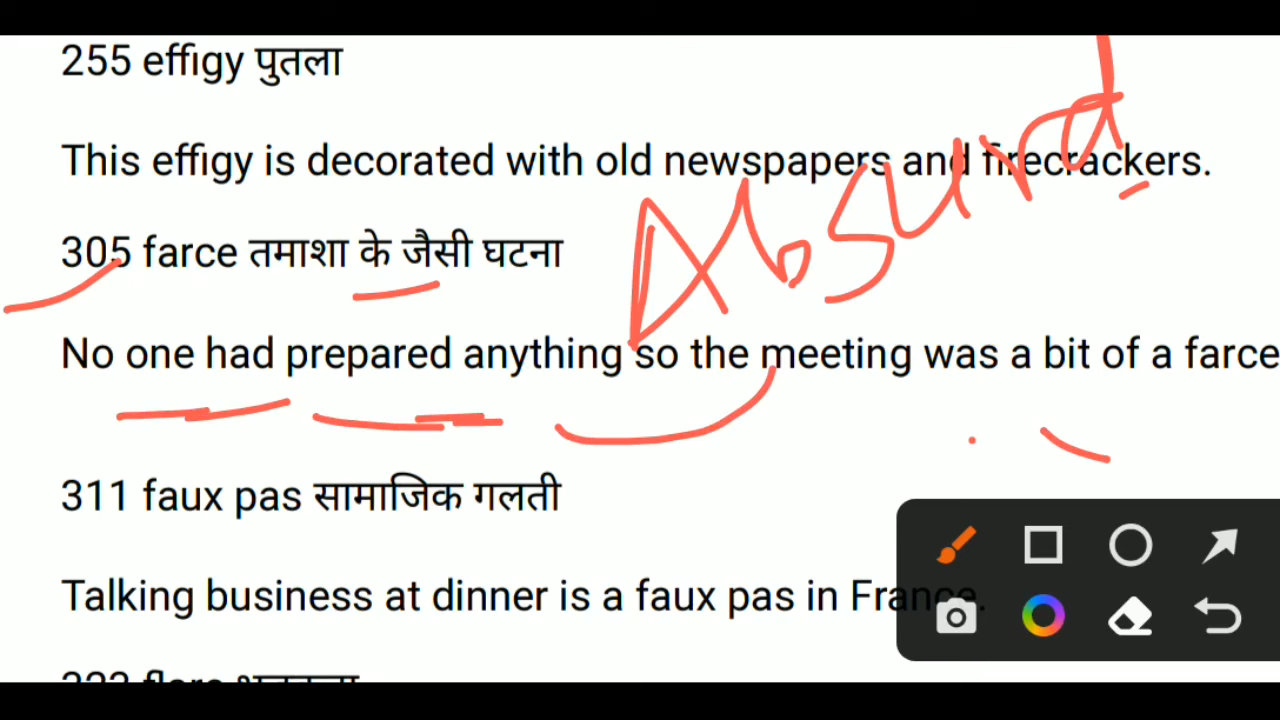 255 effigy पुतला
This effigy is decorated with old newspapers and firecrackers.
305 farce तमाशा के जैसी घटना
Absurd
No one had prepared anything so the meeting was a bit of a farce
311 faux pas सामाजिक गलती
Talking business at dinner is a faux pas in France.